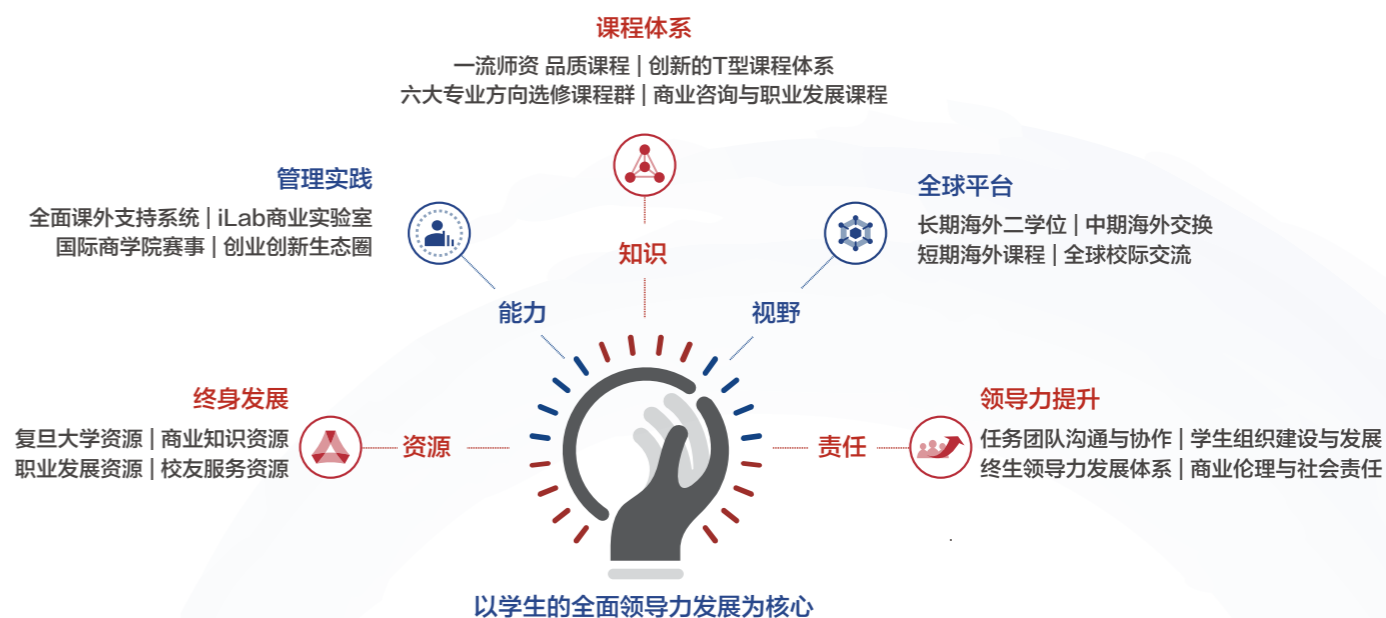 课程体系
一流师资 品质课程 | 创新的T型课程体系
六大专业方向选修课程群 | 商业咨询与职业发展课程
知识
管理实践
全面课外支持系统 | iLab商业实验室
国际商学院赛事 | 创业创新生态圈
能力
全球平台
长期海外二学位 | 中期海外交换
短期海外课程 | 全球校际交流
视野
终身发展
复旦大学资源 | 商业知识资源
职业发展资源 | 校友服务资源
资源
领导力提升
任务团队沟通与协作 | 学生组织建设与发展
终生领导力发展体系 | 商业伦理与社会责任
责任
以学生的全面领导力发展为核心